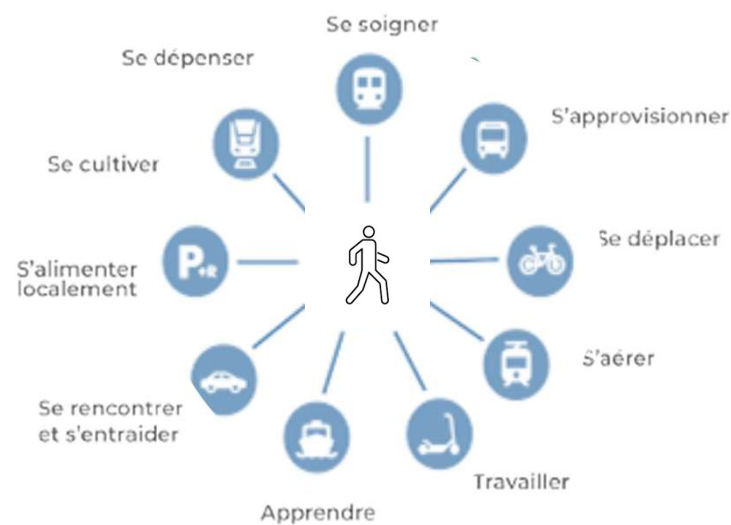 Se soigner
Se dépenser
S'approvisionner
Se cultiver
Se déplacer
P+R
S'alimenter
localement
S'aérer
Se rencontrer
et s'entraider
Travailler
Apprendre